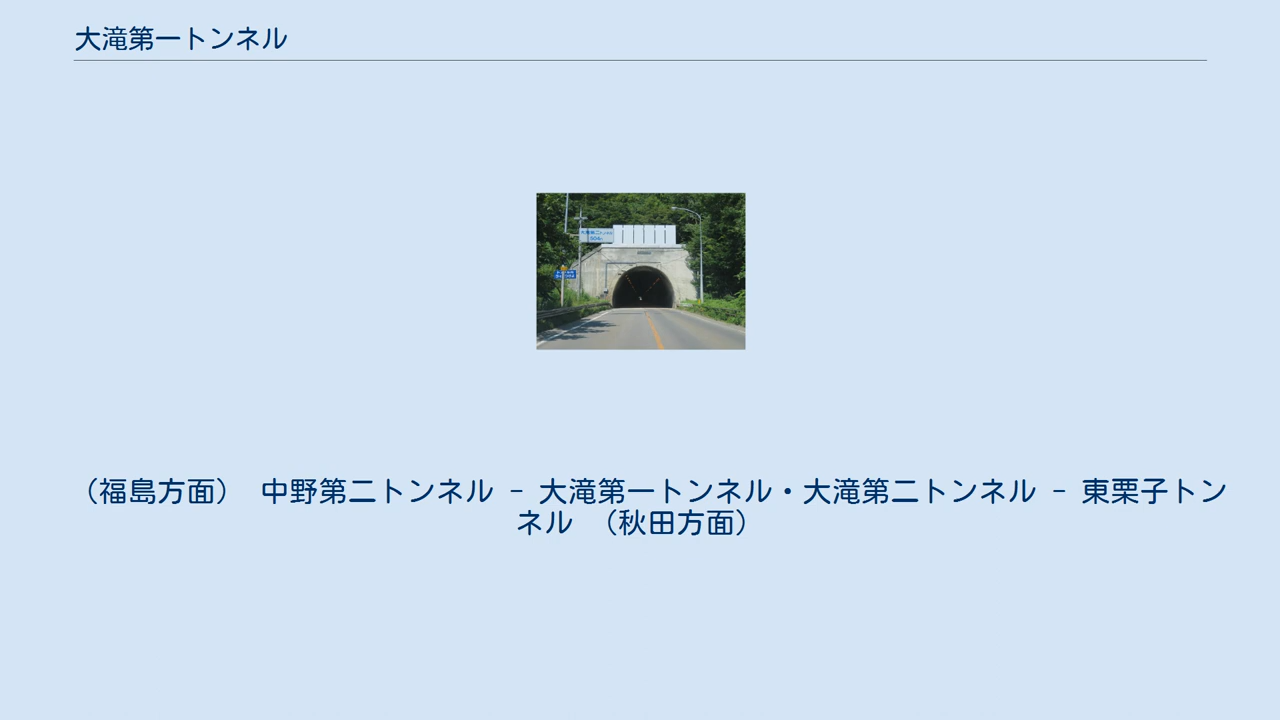 大滝第一トンネル
（福島方面） 中野第二トンネル - 大滝第一トンネル・大滝第二トンネル - 東栗子トン
ネル （秋田方面）